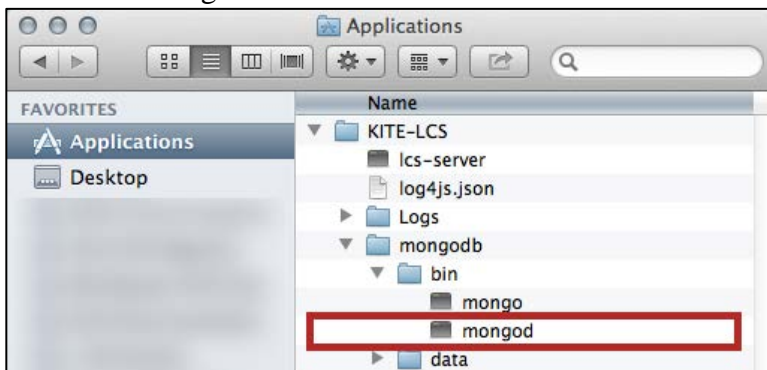 Applications
FAVORITES
Applications
Desktop
Name
KITE-LCS
lcs-server
log4js.json
Logs
mongodb
bin
mongo
mongod
data